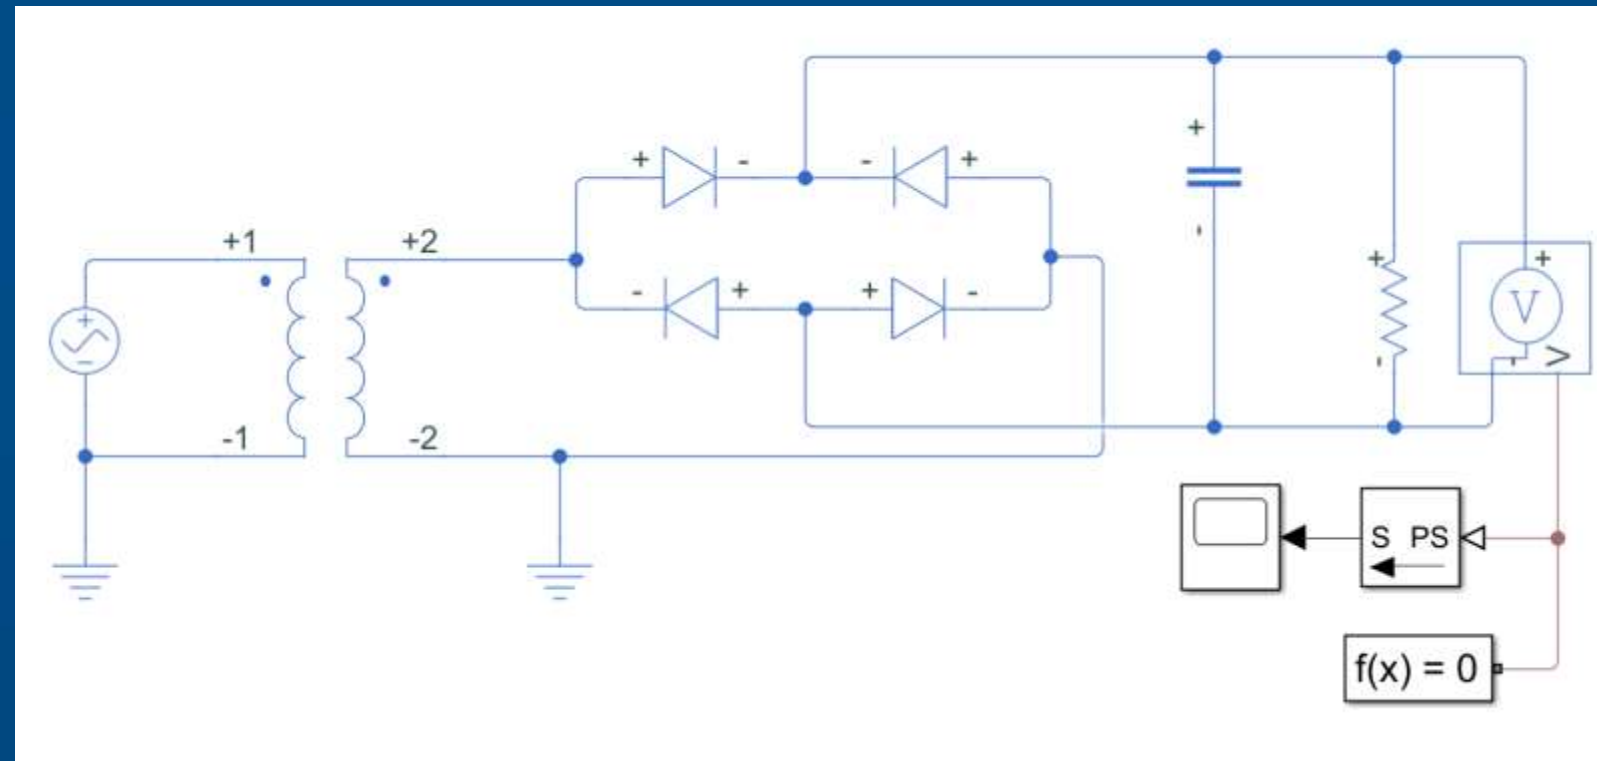 + - - +
+1 +2
- + + -
+
-
+
-
+
-
+
V
- V
-1 -2
S PS
f(x) = 0